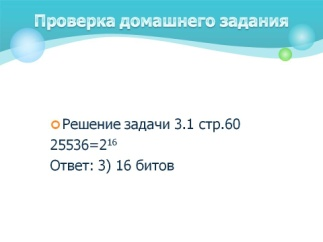 Проверка домашнего задания
Решение задачи 3.1 стр.60
25536=2¹⁶
Ответ: 3) 16 битов